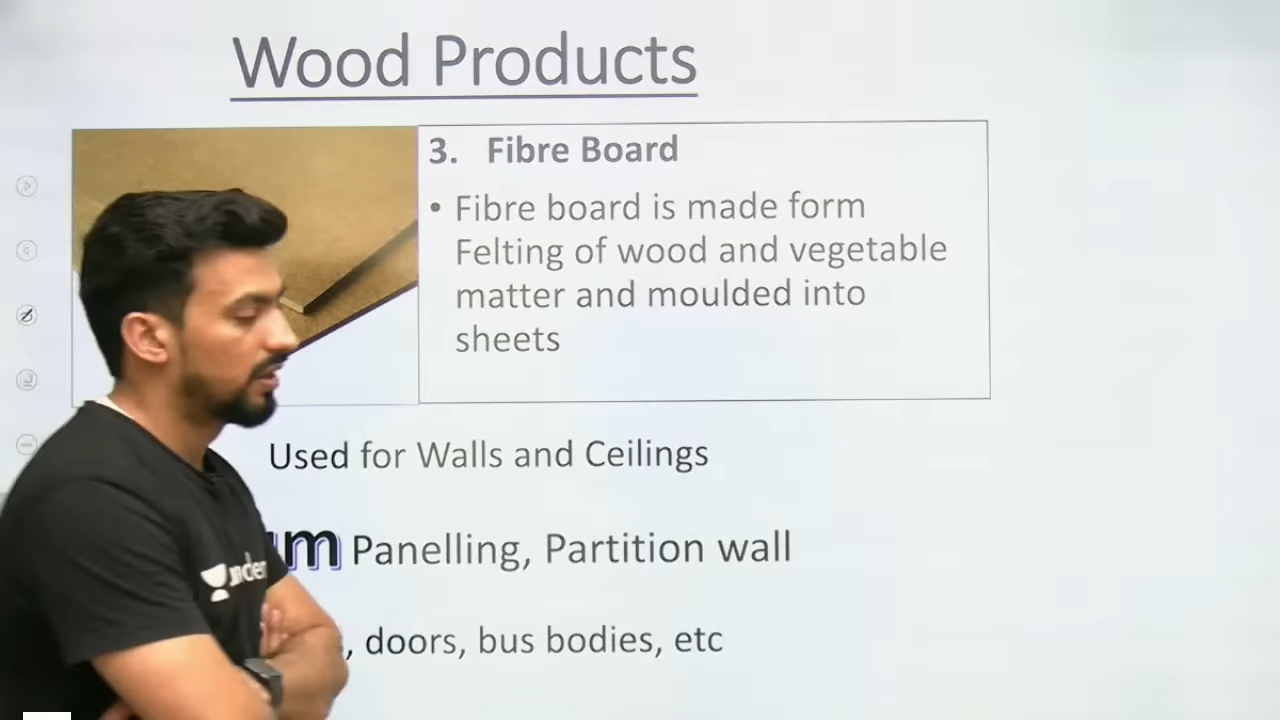 Wood Products
3. Fibre Board
• Fibre board is made form
Felting of wood and vegetable
matter and moulded into
sheets
Used for Walls and Ceilings
Panelling, Partition wall
, doors, bus bodies, etc